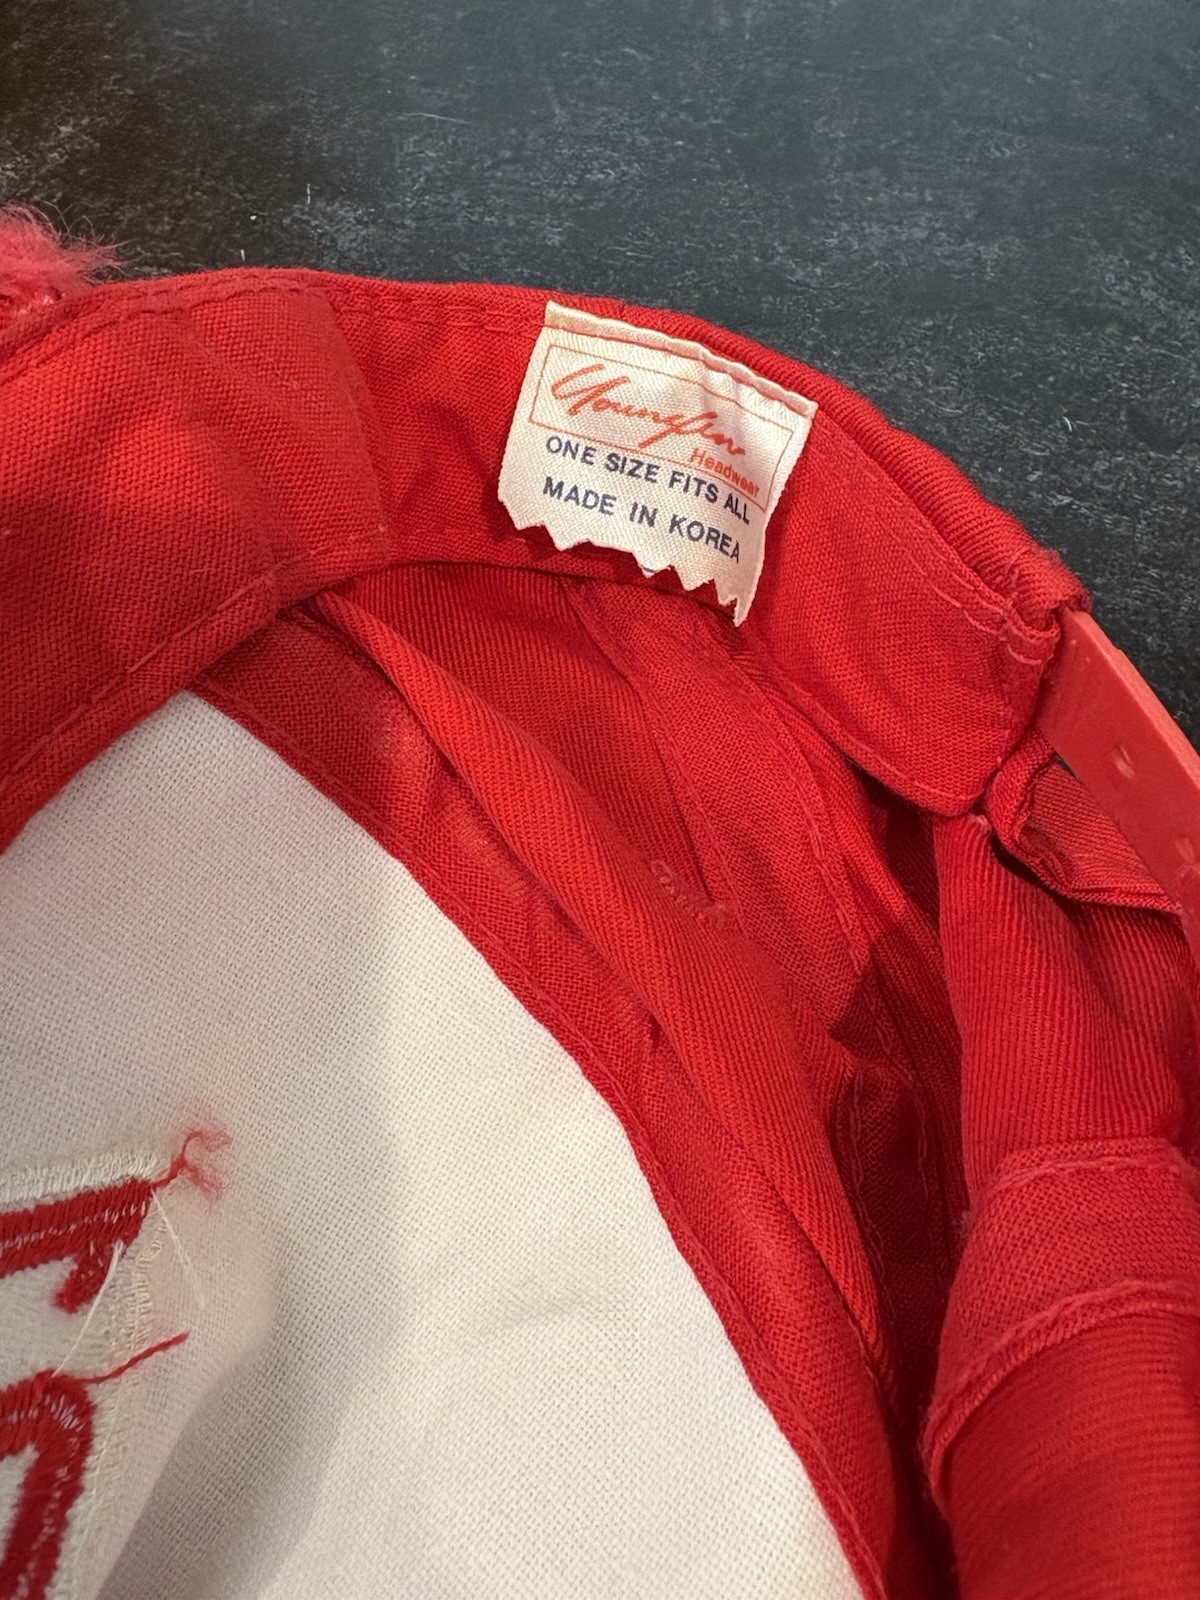 Youngan
Headwear
ONE SIZE FITS ALL
MADE IN KOREA